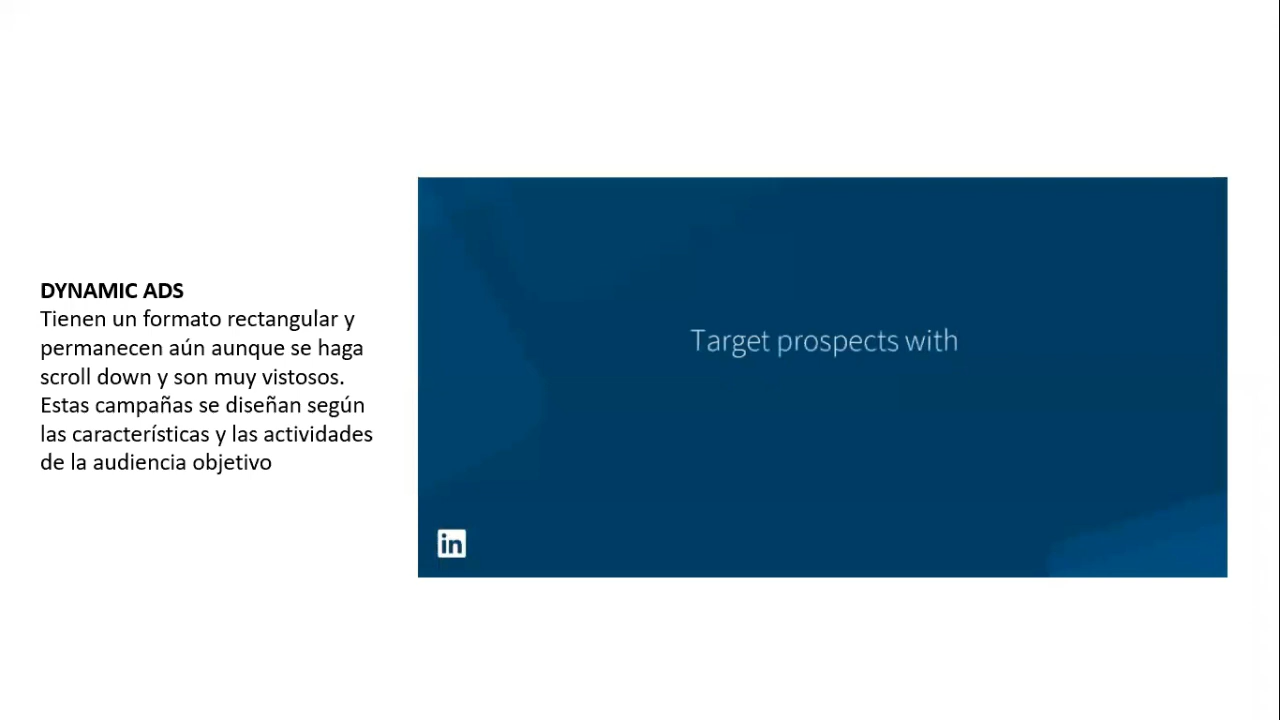 DYNAMIC ADS
Tienen un formato rectangular y
permanecen aún aunque se haga
scroll down y son muy vistosos.
Estas campañas se diseñan según
las características y las actividades
de la audiencia objetivo
Target prospects with
in